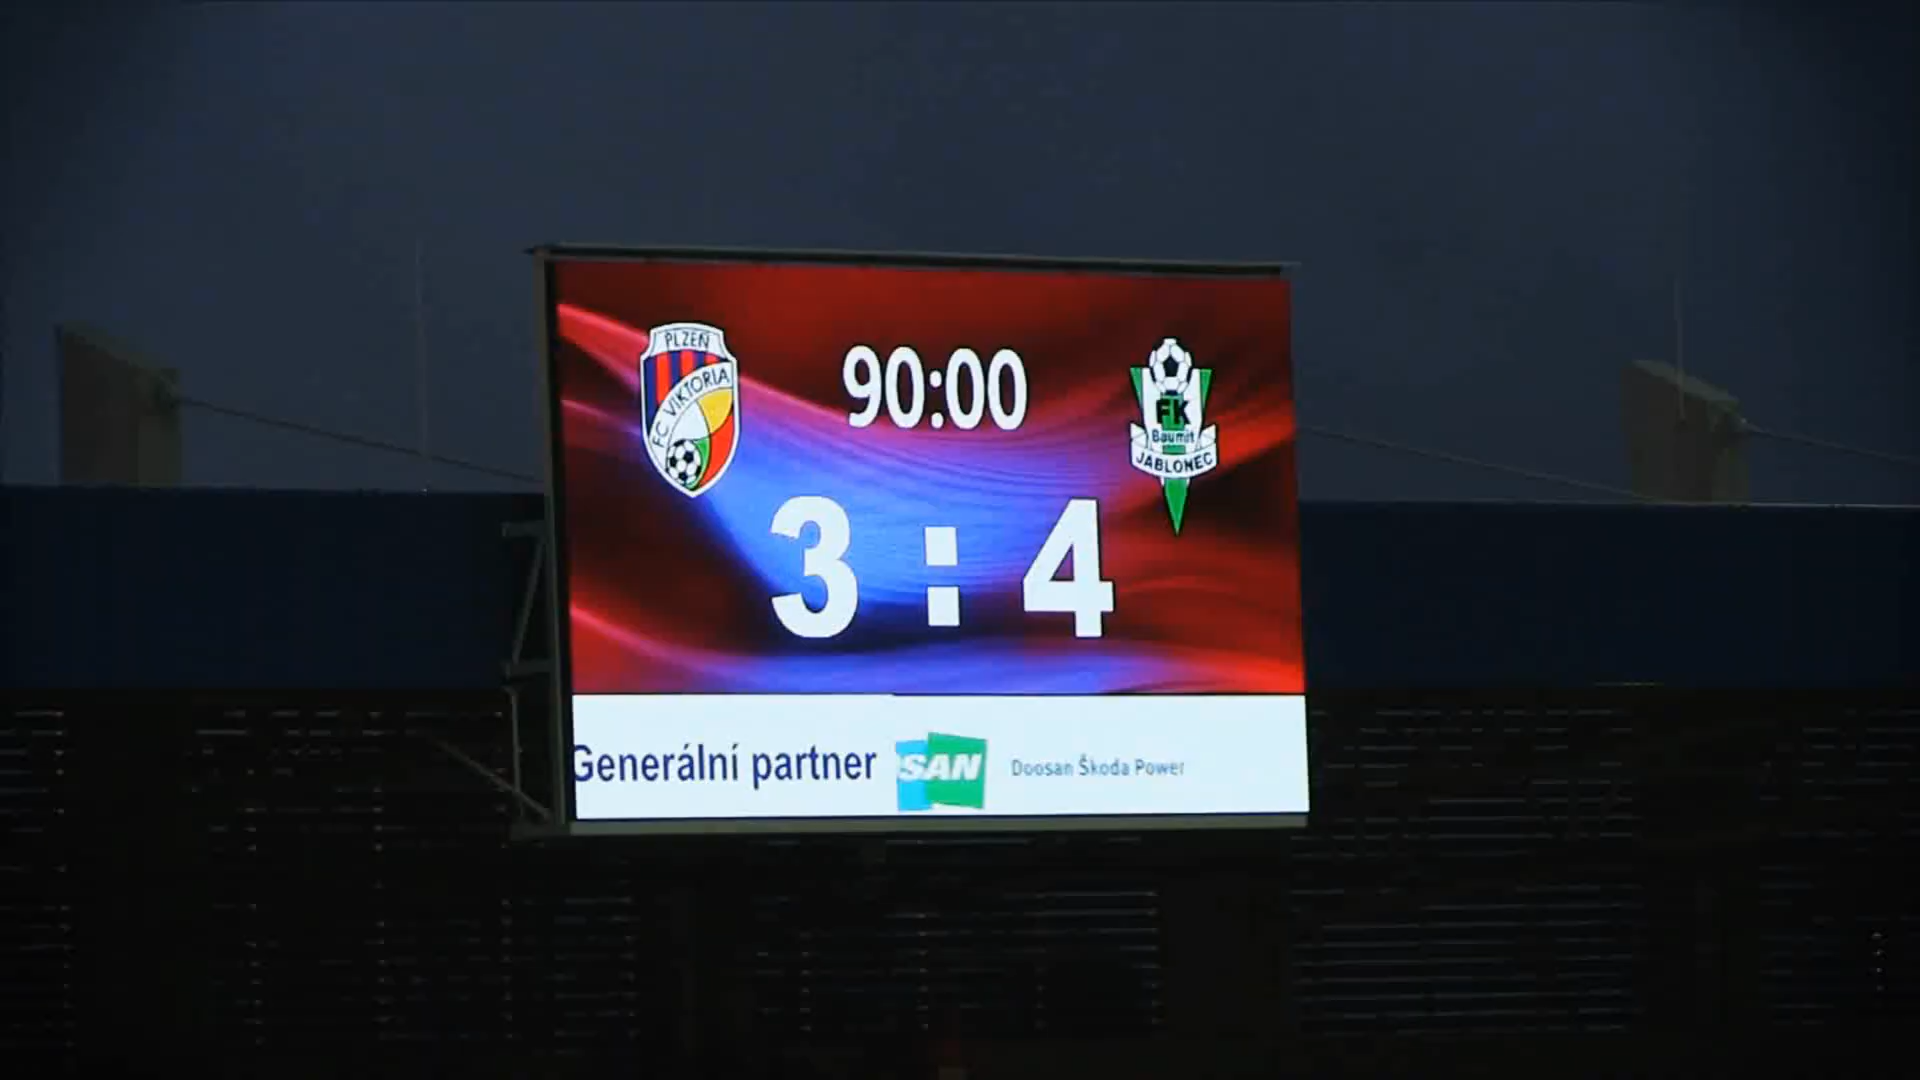 PLZEŇ
FC VIKTORIA
90:00
FK
Baumit
JABLONEC
3 : 4
Generální partner
SAN
Doosan Škoda Power